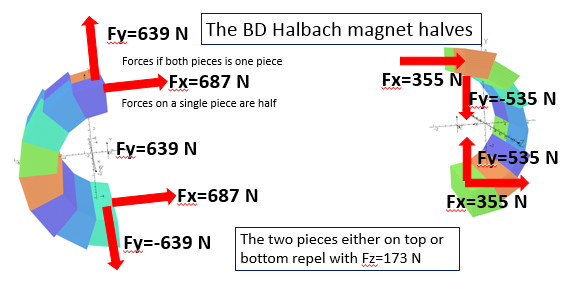 Fy=639 N
The BD Halbach magnet halves
Forces if both pieces is one piece
Fx=687 N
Forces on a single piece are half
Fx=355 N
Fy=-535 N
Fy=639 N
Fy=535 N
Fx=687 N
Fx=355 N
Fy=-639 N
The two pieces either on top or
bottom repel with Fz=173 N